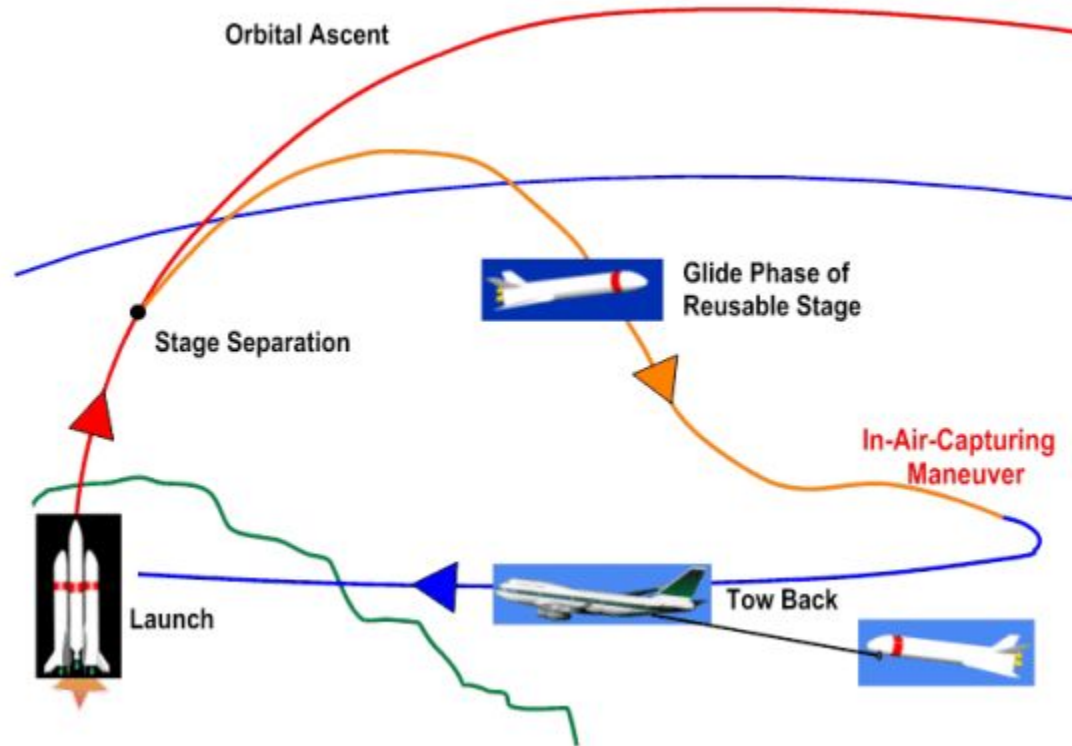 Orbital Ascent
Stage Separation
Glide Phase of
Reusable Stage
In-Air-Capturing
Maneuver
Launch
Tow Back